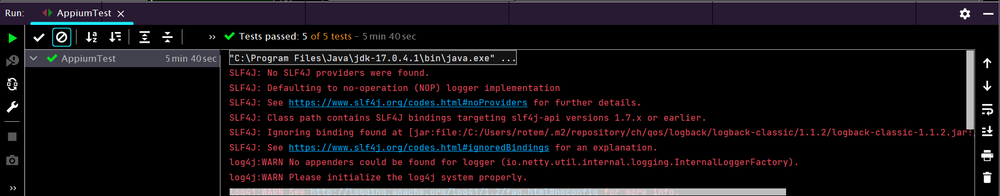 Run: AppiumTest
Tests passed: 5 of 5 tests – 5 min 40 sec
AppiumTest 5 min 40 sec
"C:\Program Files\Java\jdk-17.0.4.1\bin\java.exe" ...
SLF4J: No SLF4J providers were found.
SLF4J: Defaulting to no-operation (NOP) logger implementation
SLF4J: See https://www.slf4j.org/codes.html#noProviders for further details.
SLF4J: Class path contains SLF4J bindings targeting slf4j-api versions 1.7.x or earlier.
SLF4J: Ignoring binding found at [jar:file:/C:/Users/rotem/.m2/repository/ch/qos/logback/logback-classic/1.1.2/logback-classic-1.1.2.jar!/
SLF4J: See https://www.slf4j.org/codes.html#ignoredBindings for an explanation.
log4j:WARN No appenders could be found for logger (io.netty.util.internal.logging.InternalLoggerFactory).
log4j:WARN Please initialize the log4j system properly.
log4j:WARN See http://logging.apache.org/log4j/1.2/faq.html#noconfig for more info.